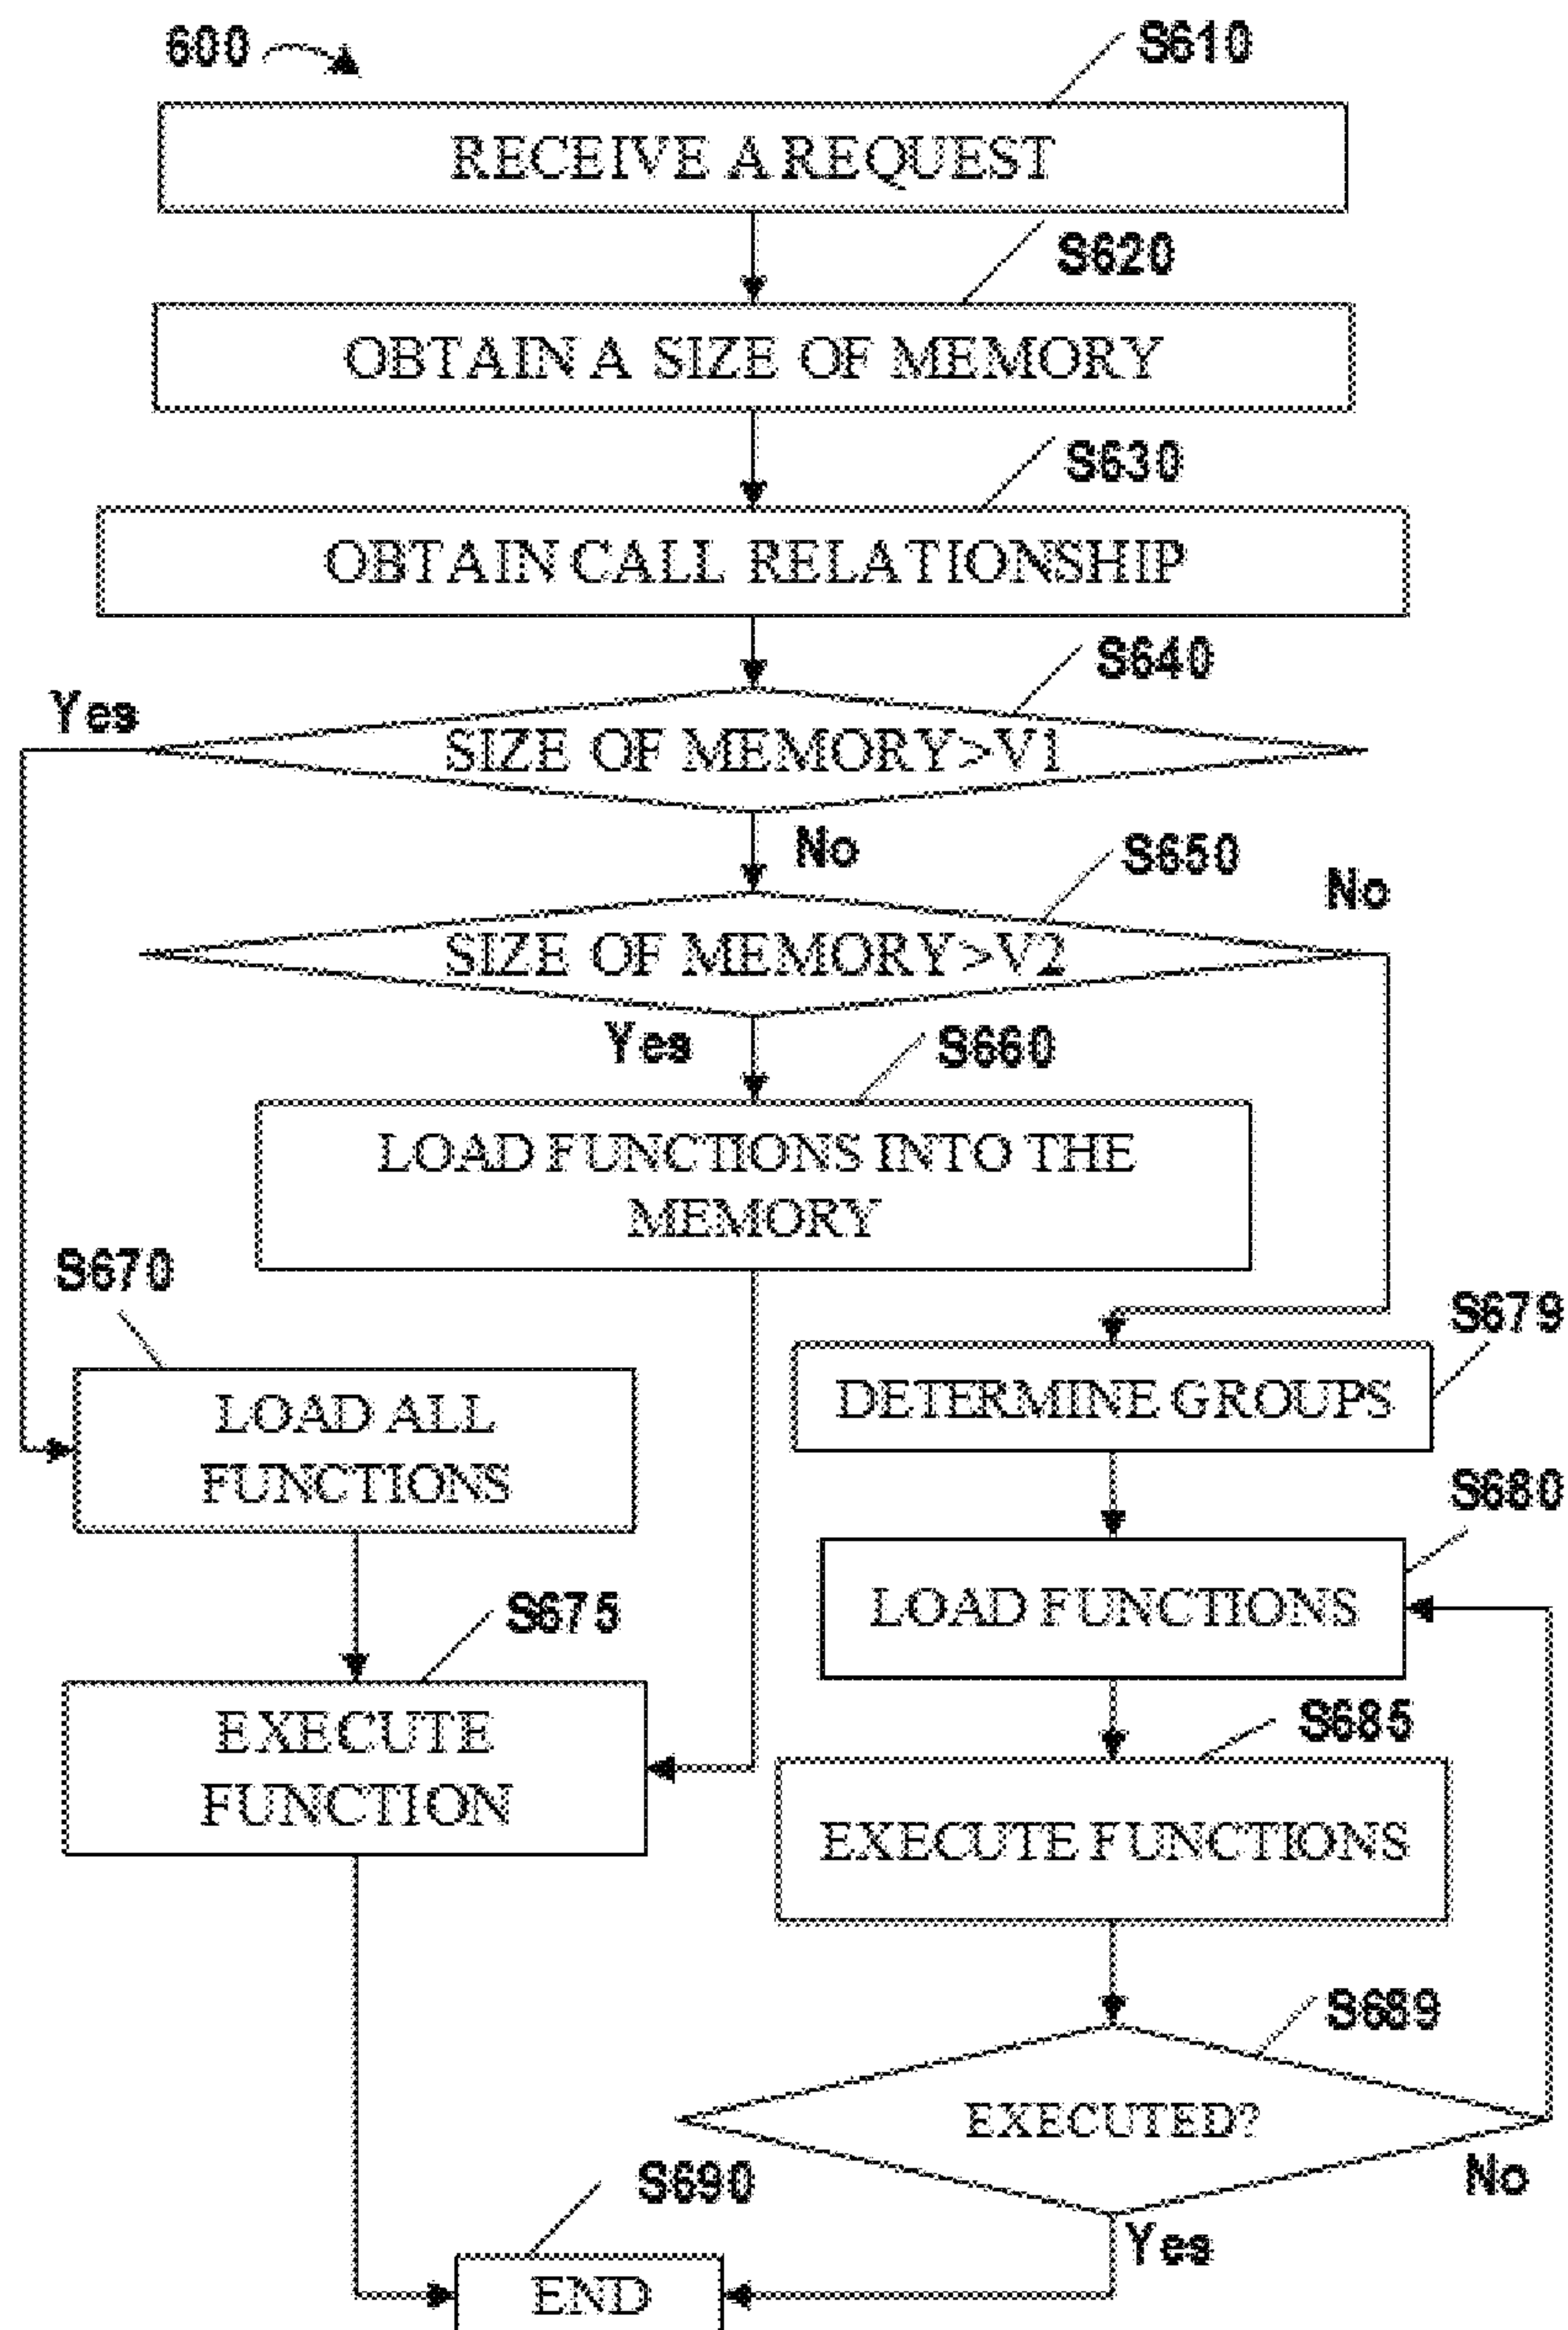 600
S610
RECEIVE A REQUEST
S620
OBTAIN A SIZE OF MEMORY
S630
OBTAIN CALL RELATIONSHIP
S640
Yes
SIZE OF MEMORY>V1
No
S650
No
SIZE OF MEMORY>V2
Yes
S660
LOAD FUNCTIONS INTO THE
MEMORY
S670
S679
LOAD ALL
FUNCTIONS
DETERMINE GROUPS
S680
LOAD FUNCTIONS
S675
EXECUTE
FUNCTION
S685
EXECUTE FUNCTIONS
S689
EXECUTED?
No
S690
Yes
END